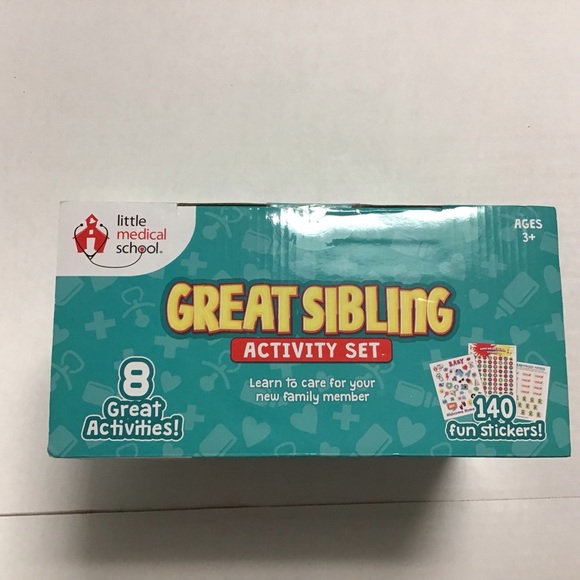 little
medical
school®
AGES
3+
GREAT SIBLING
ACTIVITY SET
Learn to care for your
new family member
8
Great
Activities!
BABY
140
fun stickers!